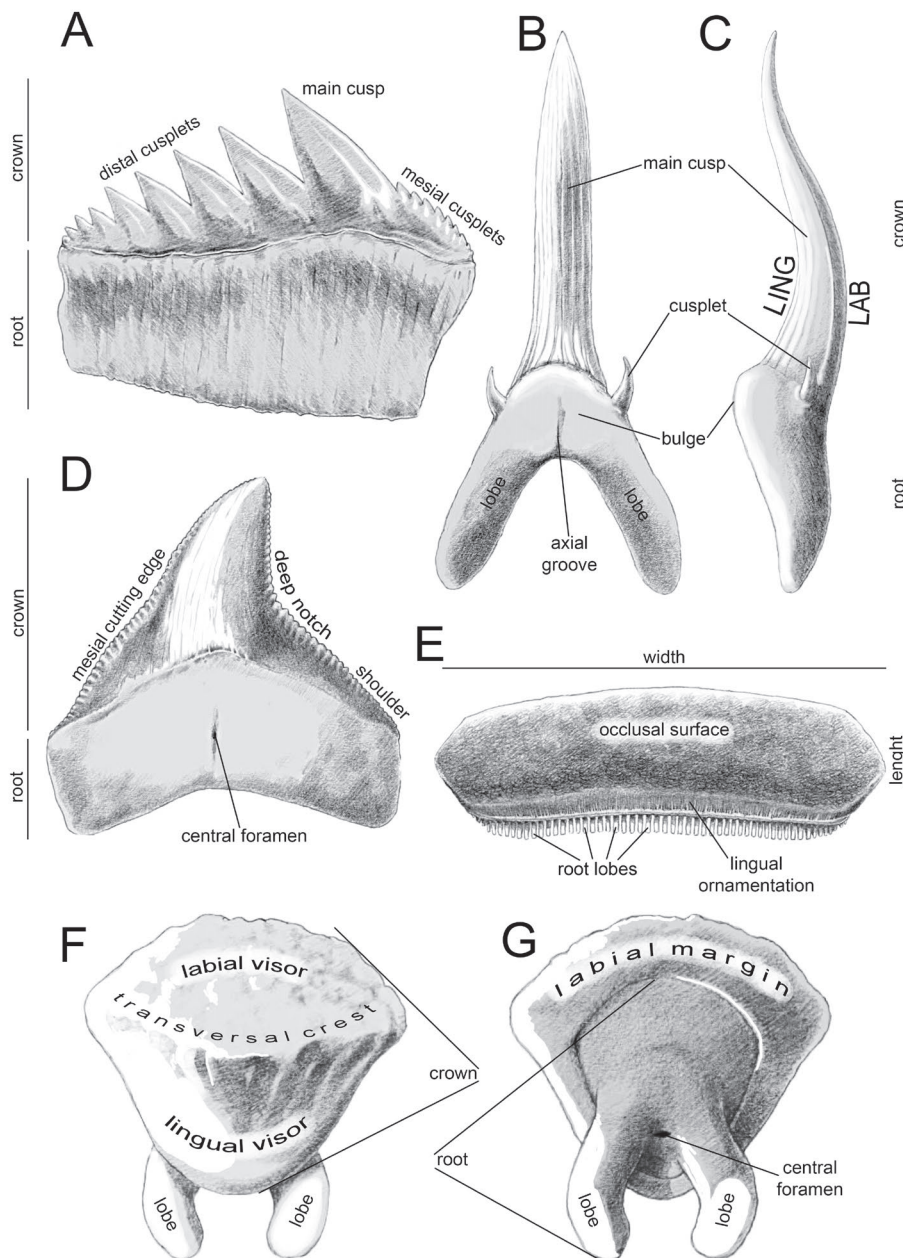 A
B
C
main cusp
distal cusplets
mesial cusplets
crown
root
main cusp
crown
LING
LAB
cusplet
bulge
lobe
lobe
axial
groove
root
D
crown
mesial cutting edge
deep notch
shoulder
root
central foramen
E
width
occlusal surface
lenght
root lobes
lingual
ornamentation
F
labial visor
transversal crest
lingual visor
lobe
lobe
crown
root
G
labial margin
central
foramen
lobe
lobe